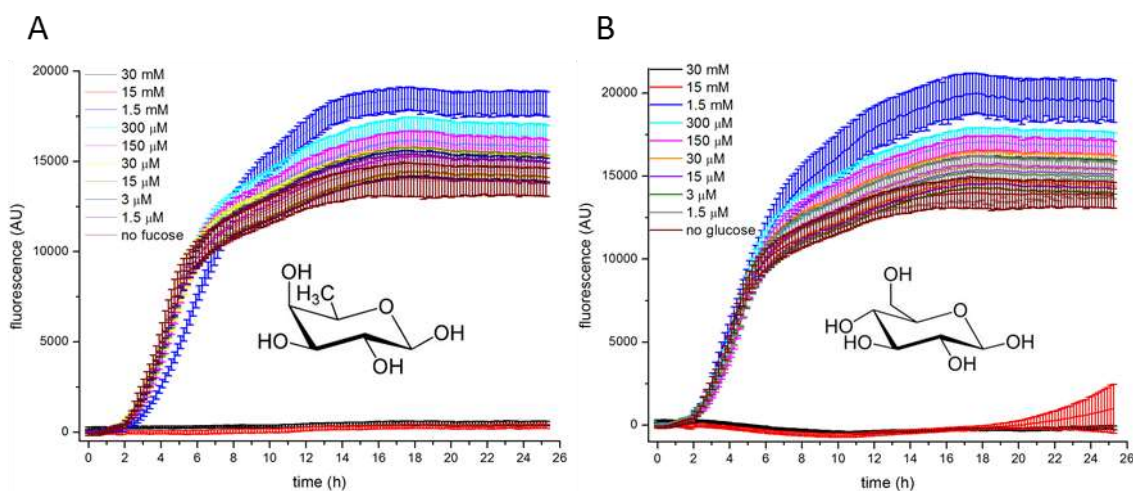 A
20000
15000
10000
5000
0
fluorescence (AU)
30 mM
15 mM
1.5 mM
300 μM
150 μM
30 μM
15 μM
3 μM
1.5 μM
no fucose
OH
H₃C
O
HO
OH
OH
0 2 4 6 8 10 12 14 16 18 20 22 24 26
time (h)
B
20000
15000
10000
5000
0
fluorescence (AU)
30 mM
15 mM
1.5 mM
300 μM
150 μM
30 μM
15 μM
3 μM
1.5 μM
no glucose
OH
O
HO
HO
OH
OH
0 2 4 6 8 10 12 14 16 18 20 22 24 26
time (h)